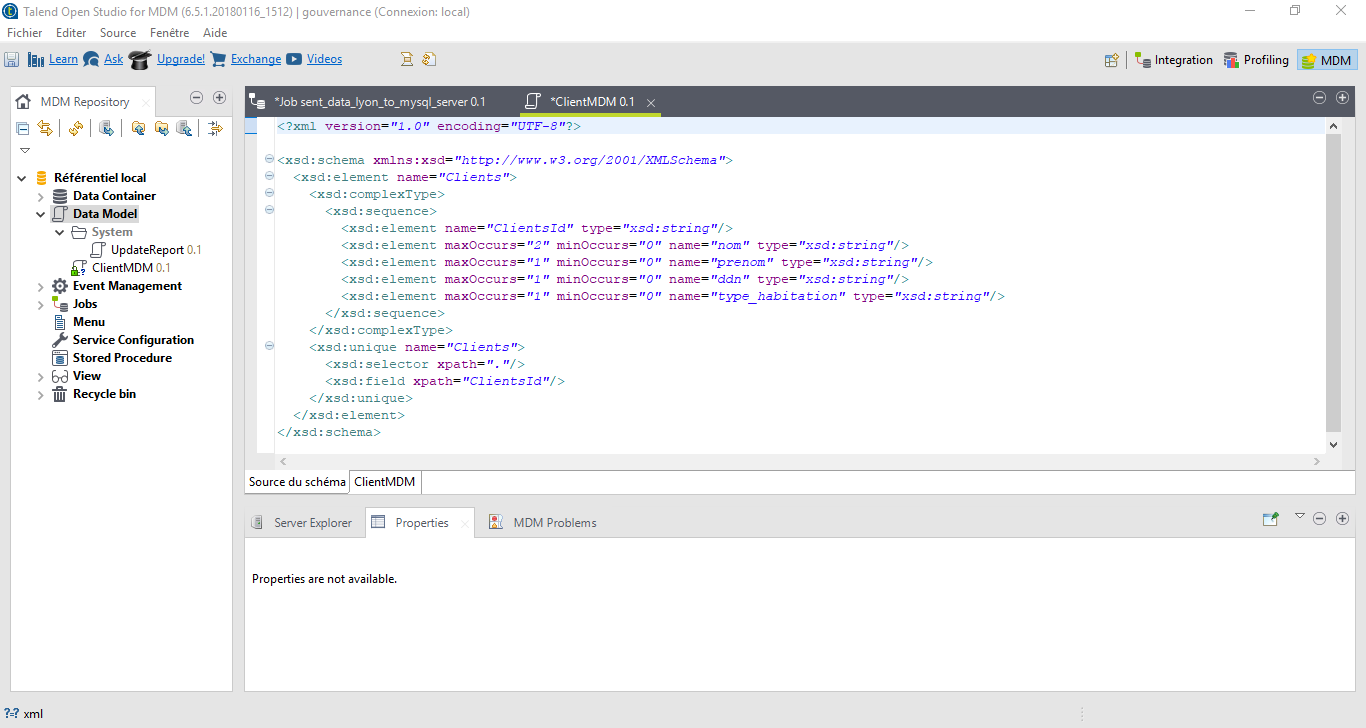 Talend Open Studio for MDM (6.5.1.20180116_1512) | gouvernance (Connexion: local)
Fichier Editer Source Fenêtre Aide
Learn Ask Upgrade! Exchange Videos Integration Profiling MDM
MDM Repository
*Job sent_data_lyon_to_mysql_server 0.1 *ClientMDM 0.1
Référentiel local
Data Container
Data Model
System
UpdateReport 0.1
ClientMDM 0.1
Event Management
Jobs
Menu
Service Configuration
Stored Procedure
View
Recycle bin
<?xml version="1.0" encoding="UTF-8"?>
<xsd:schema xmlns:xsd="http://www.w3.org/2001/XMLSchema">
<xsd:element name="Clients">
<xsd:complexType>
<xsd:sequence>
<xsd:element name="ClientsId" type="xsd:string"/>
<xsd:element maxOccurs="2" minOccurs="0" name="nom" type="xsd:string"/>
<xsd:element maxOccurs="1" minOccurs="0" name="prenom" type="xsd:string"/>
<xsd:element maxOccurs="1" minOccurs="0" name="ddn" type="xsd:string"/>
<xsd:element maxOccurs="1" minOccurs="0" name="type_habitation" type="xsd:string"/>
</xsd:sequence>
</xsd:complexType>
<xsd:unique name="Clients">
<xsd:selector xpath="."/>
<xsd:field xpath="ClientsId"/>
</xsd:unique>
</xsd:element>
</xsd:schema>
Source du schéma ClientMDM
Server Explorer Properties MDM Problems
Properties are not available.
?-? xml